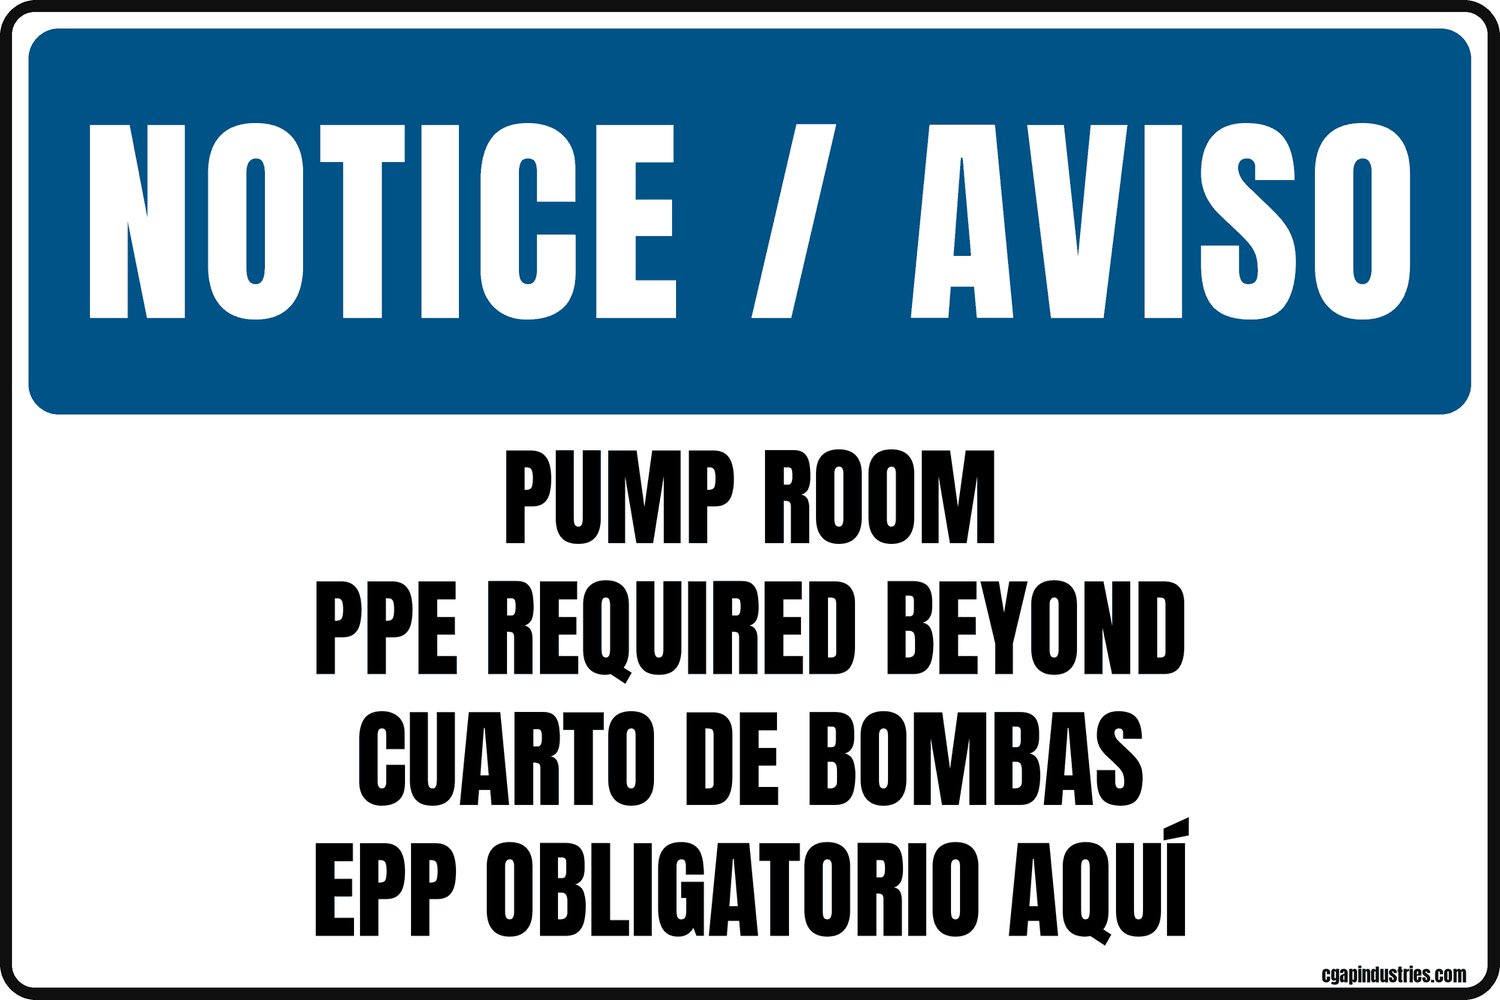 NOTICE / AVISO
PUMP ROOM
PPE REQUIRED BEYOND
CUARTO DE BOMBAS
EPP OBLIGATORIO AQUÍ
cgapindustries.com